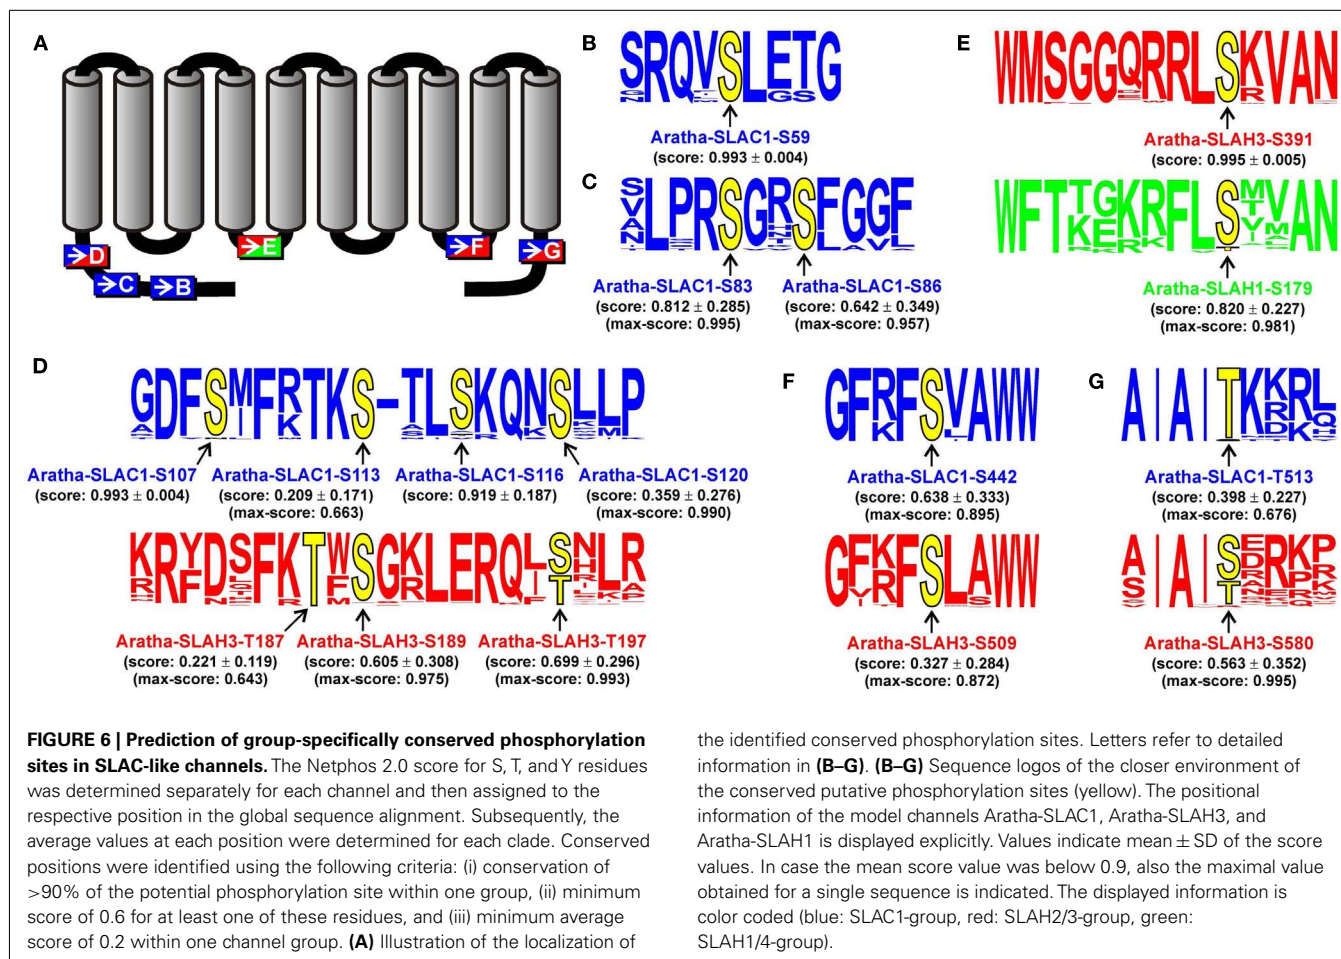 A
D
C
B
E
F
G
B
SRQVSLETG
Aratha-SLAC1-S59
(score: 0.993 ± 0.004)
C
SLPRSGRSFGGF
Aratha-SLAC1-S83
(score: 0.812 ± 0.285)
(max-score: 0.995)
Aratha-SLAC1-S86
(score: 0.642 ± 0.349)
(max-score: 0.957)
E
WMSGGQRRLSKVAN
Aratha-SLAH3-S391
(score: 0.995 ± 0.005)
WFTTGKRFLSMVAN
Aratha-SLAH1-S179
(score: 0.820 ± 0.227)
(max-score: 0.981)
D
GDFSMFRTKS-TLSKQNSLLP
Aratha-SLAC1-S107
(score: 0.993 ± 0.004)
Aratha-SLAC1-S113
(score: 0.209 ± 0.171)
(max-score: 0.663)
Aratha-SLAC1-S116
(score: 0.919 ± 0.187)
Aratha-SLAC1-S120
(score: 0.359 ± 0.276)
(max-score: 0.990)
KRYDSFKTWSGKLERQLSNLR
Aratha-SLAH3-T187
(score: 0.221 ± 0.119)
(max-score: 0.643)
Aratha-SLAH3-S189
(score: 0.605 ± 0.308)
(max-score: 0.975)
Aratha-SLAH3-T197
(score: 0.699 ± 0.296)
(max-score: 0.993)
F
GFRFSVAWW
Aratha-SLAC1-S442
(score: 0.638 ± 0.333)
(max-score: 0.895)
GFKFSLAWW
Aratha-SLAH3-S509
(score: 0.327 ± 0.284)
(max-score: 0.872)
G
AIAITKKRL
Aratha-SLAC1-T513
(score: 0.398 ± 0.227)
(max-score: 0.676)
AIAISERKP
Aratha-SLAH3-S580
(score: 0.563 ± 0.352)
(max-score: 0.995)
FIGURE 6 | Prediction of group-specifically conserved phosphorylation
sites in SLAC-like channels. The Netphos 2.0 score for S, T, and Y residues
was determined separately for each channel and then assigned to the
respective position in the global sequence alignment. Subsequently, the
average values at each position were determined for each clade. Conserved
positions were identified using the following criteria: (i) conservation of
>90% of the potential phosphorylation site within one group, (ii) minimum
score of 0.6 for at least one of these residues, and (iii) minimum average
score of 0.2 within one channel group. (A) Illustration of the localization of
the identified conserved phosphorylation sites. Letters refer to detailed
information in (B–G). (B–G) Sequence logos of the closer environment of
the conserved putative phosphorylation sites (yellow). The positional
information of the model channels Aratha-SLAC1, Aratha-SLAH3, and
Aratha-SLAH1 is displayed explicitly. Values indicate mean ± SD of the score
values. In case the mean score value was below 0.9, also the maximal value
obtained for a single sequence is indicated. The displayed information is
color coded (blue: SLAC1-group, red: SLAH2/3-group, green:
SLAH1/4-group).